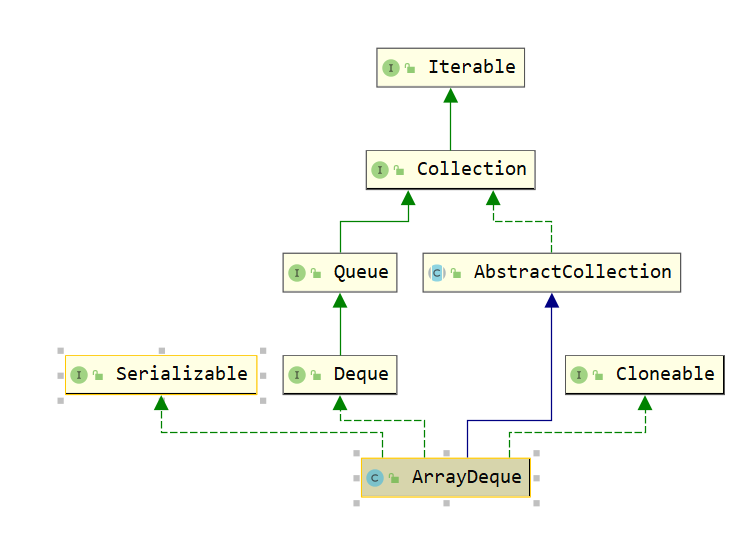 I Iterable
I Collection
I Queue
C AbstractCollection
I Serializable
I Deque
I Cloneable
C ArrayDeque